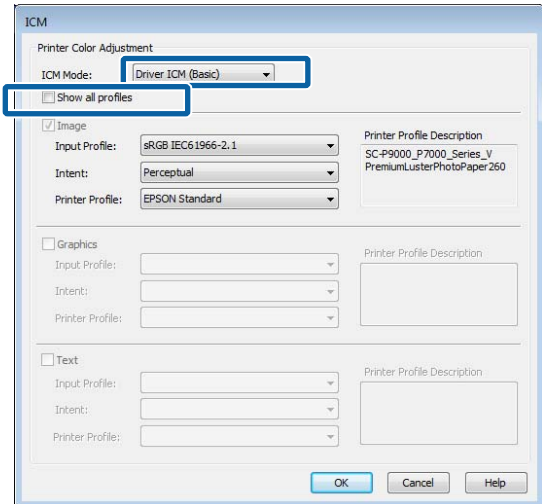 ICM
Printer Color Adjustment
ICM Mode: Driver ICM (Basic)
Show all profiles
Image
Input Profile: sRGB IEC61966-2.1
Intent: Perceptual
Printer Profile: EPSON Standard
Printer Profile Description
SC-P9000_P7000_Series_V
PremiumLusterPhotoPaper260
Graphics
Input Profile:
Intent:
Printer Profile:
Printer Profile Description
Text
Input Profile:
Intent:
Printer Profile:
Printer Profile Description
OK Cancel Help